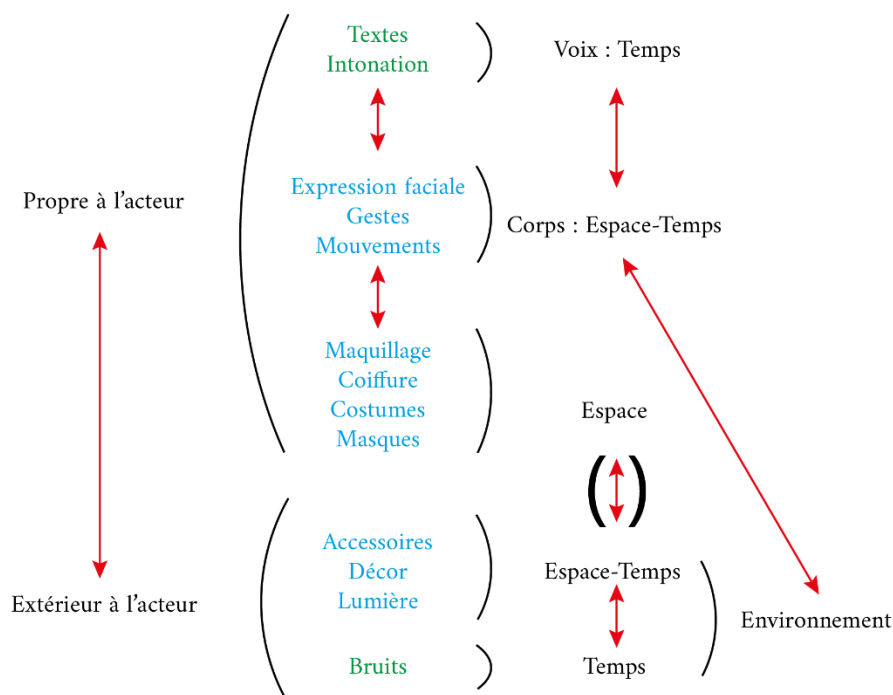 Textes
Intonation
Voix : Temps
Propre à l’acteur
Expression faciale
Gestes
Mouvements
Corps : Espace-Temps
Maquillage
Coiffure
Costumes
Masques
Espace
Extérieur à l’acteur
Accessoires
Décor
Lumière
Espace-Temps
Environnement
Bruits
Temps